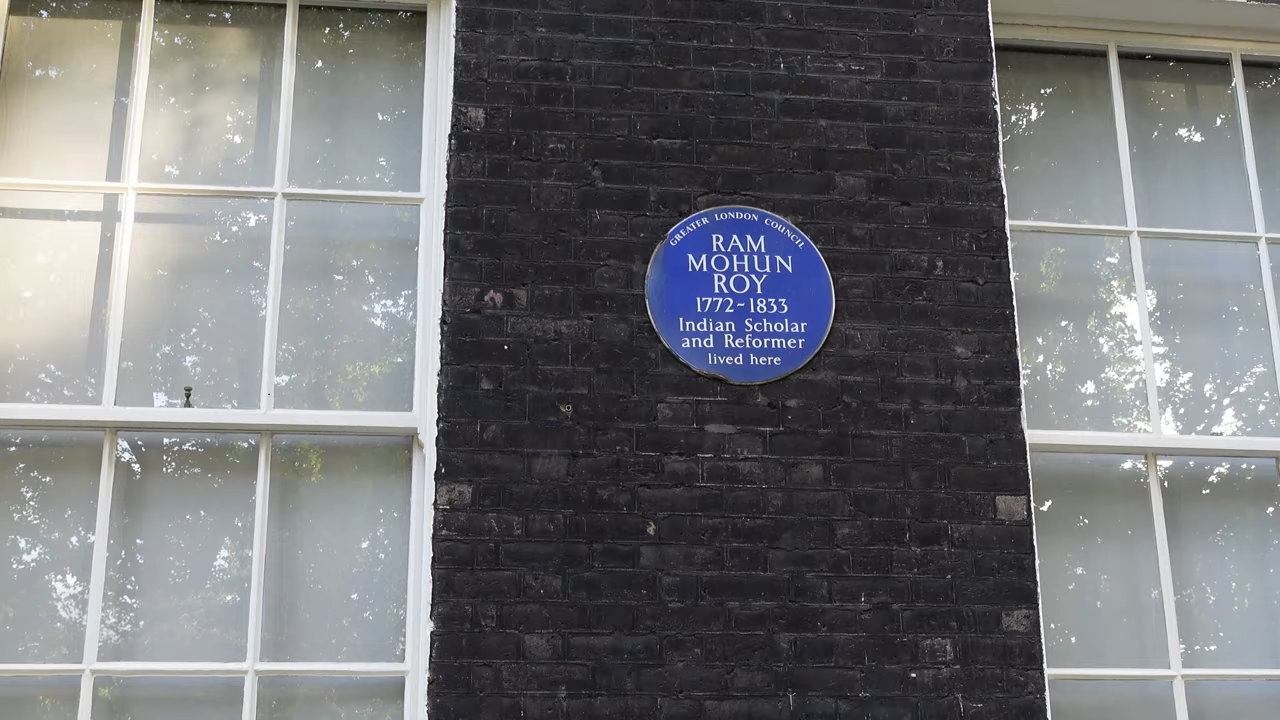 GREATER LONDON COUNCIL
RAM
MOHUN
ROY
1772-1833
Indian Scholar
and Reformer
lived here